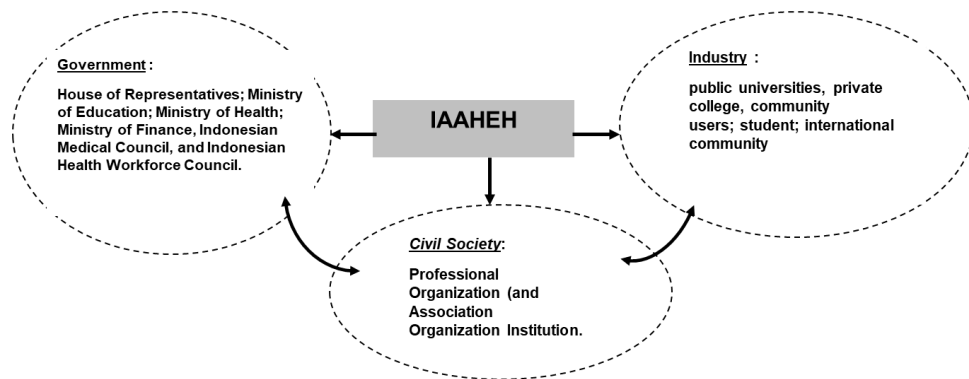 Government :
House of Representatives; Ministry
of Education; Ministry of Health;
Ministry of Finance, Indonesian
Medical Council, and Indonesian
Health Workforce Council.
IAAHEH
Industry :
public universities, private
college, community
users; student; international
community
Civil Society:
Professional
Organization (and
Association
Organization Institution.